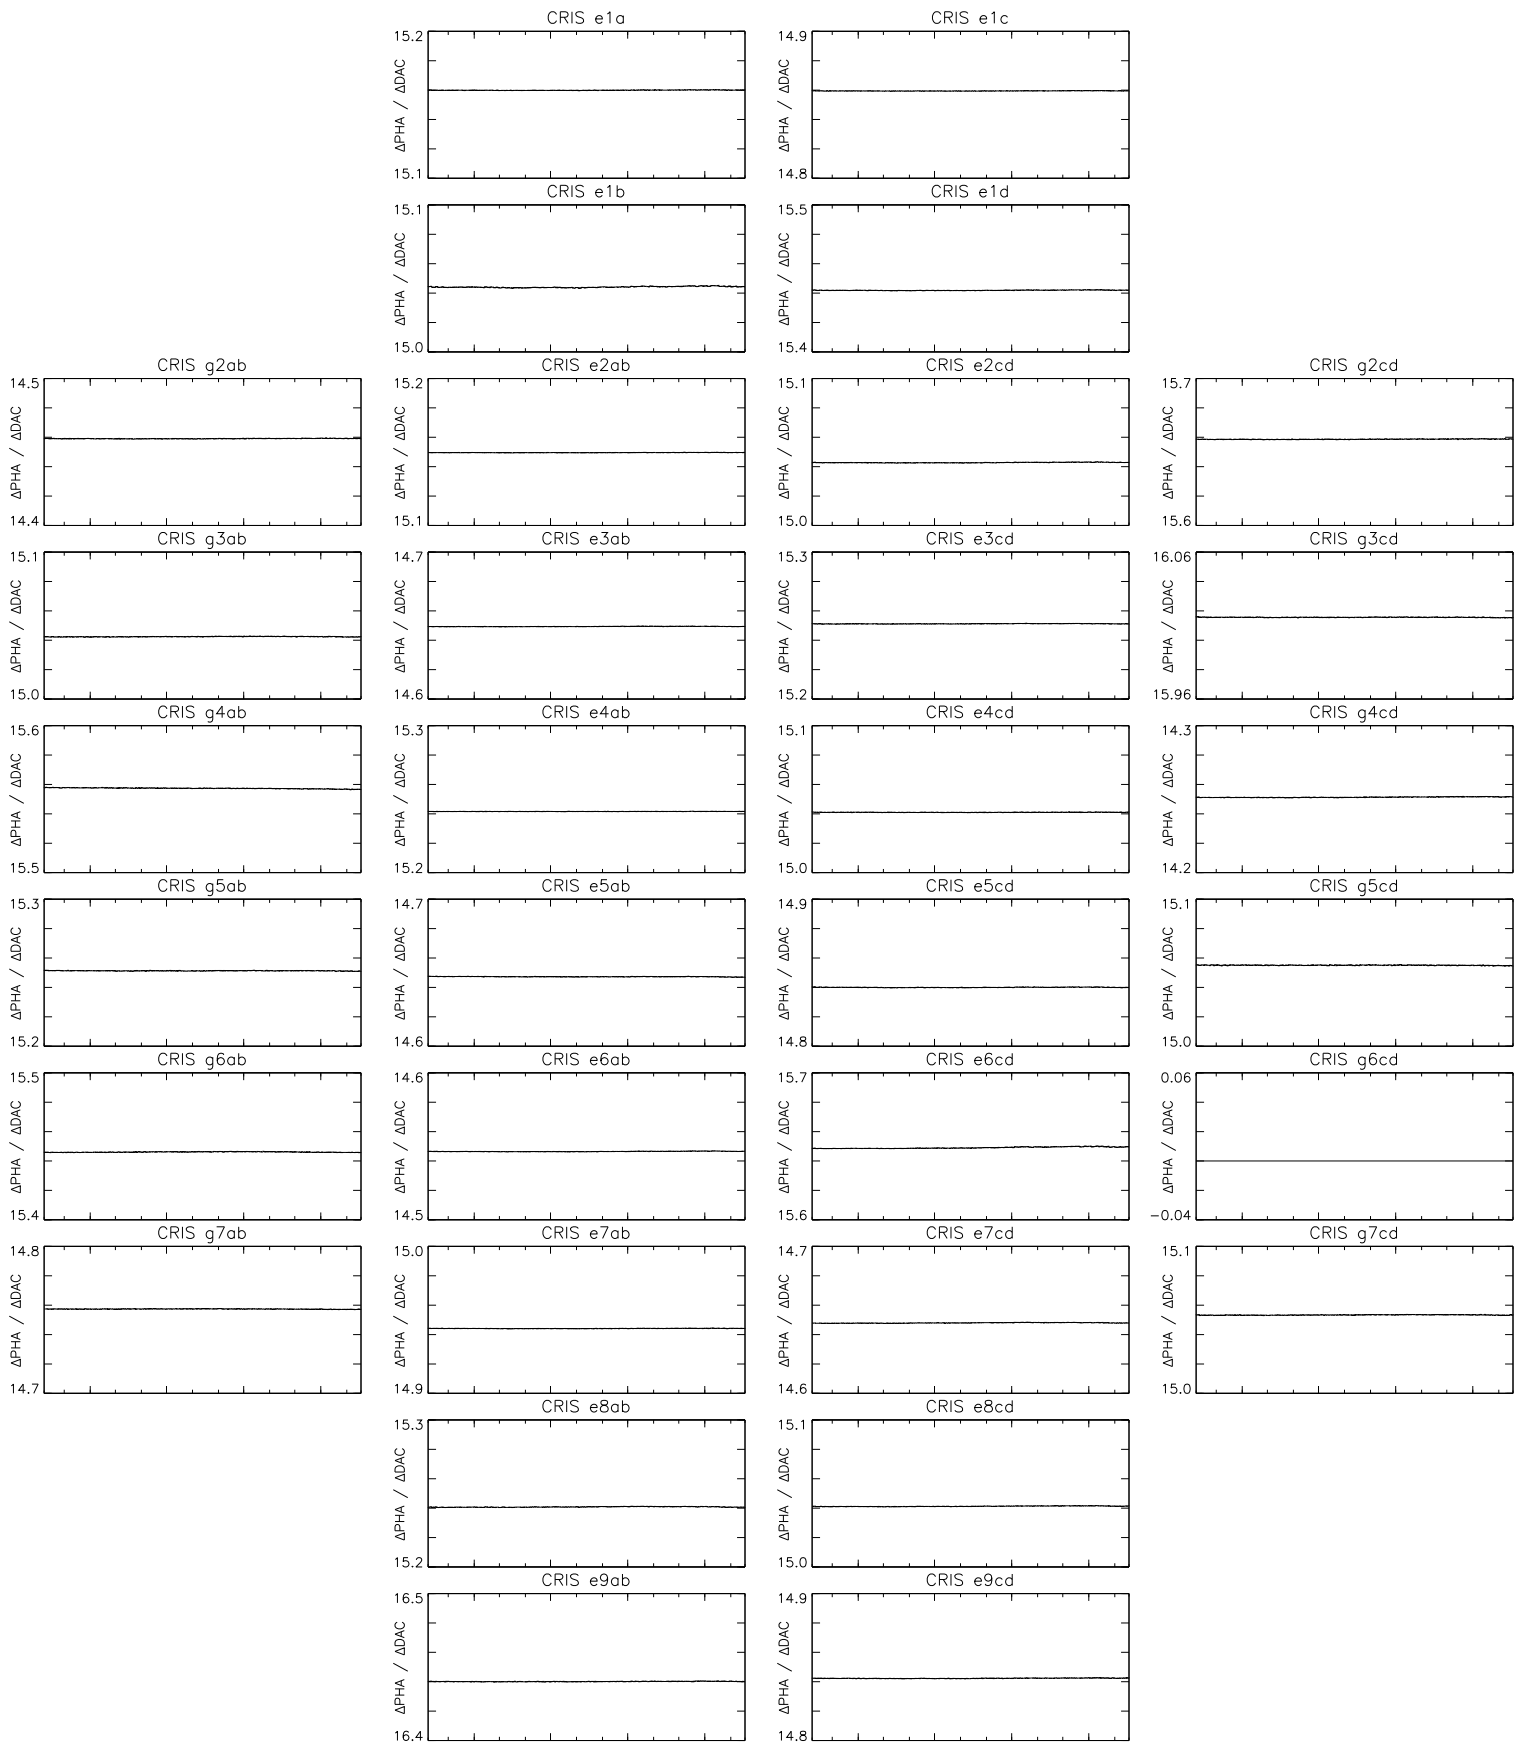 CRIS e1a
15.2
ΔPHA / ΔDAC
15.1
CRIS e1c
14.9
ΔPHA / ΔDAC
14.8
CRIS e1b
15.1
ΔPHA / ΔDAC
15.0
CRIS e1d
15.5
ΔPHA / ΔDAC
15.4
CRIS g2ab
14.5
ΔPHA / ΔDAC
14.4
CRIS e2ab
15.2
ΔPHA / ΔDAC
15.1
CRIS e2cd
15.1
ΔPHA / ΔDAC
15.0
CRIS g2cd
15.7
ΔPHA / ΔDAC
15.6
CRIS g3ab
15.1
ΔPHA / ΔDAC
15.0
CRIS e3ab
14.7
ΔPHA / ΔDAC
14.6
CRIS e3cd
15.3
ΔPHA / ΔDAC
15.2
CRIS g3cd
16.06
ΔPHA / ΔDAC
15.96
CRIS g4ab
15.6
ΔPHA / ΔDAC
15.5
CRIS e4ab
15.3
ΔPHA / ΔDAC
15.2
CRIS e4cd
15.1
ΔPHA / ΔDAC
15.0
CRIS g4cd
14.3
ΔPHA / ΔDAC
14.2
CRIS g5ab
15.3
ΔPHA / ΔDAC
15.2
CRIS e5ab
14.7
ΔPHA / ΔDAC
14.6
CRIS e5cd
14.9
ΔPHA / ΔDAC
14.8
CRIS g5cd
15.1
ΔPHA / ΔDAC
15.0
CRIS g6ab
15.5
ΔPHA / ΔDAC
15.4
CRIS e6ab
14.6
ΔPHA / ΔDAC
14.5
CRIS e6cd
15.7
ΔPHA / ΔDAC
15.6
CRIS g6cd
0.06
ΔPHA / ΔDAC
−0.04
CRIS g7ab
14.8
ΔPHA / ΔDAC
14.7
CRIS e7ab
15.0
ΔPHA / ΔDAC
14.9
CRIS e7cd
14.7
ΔPHA / ΔDAC
14.6
CRIS g7cd
15.1
ΔPHA / ΔDAC
15.0
CRIS e8ab
15.3
ΔPHA / ΔDAC
15.2
CRIS e8cd
15.1
ΔPHA / ΔDAC
15.0
CRIS e9ab
16.5
ΔPHA / ΔDAC
16.4
CRIS e9cd
14.9
ΔPHA / ΔDAC
14.8